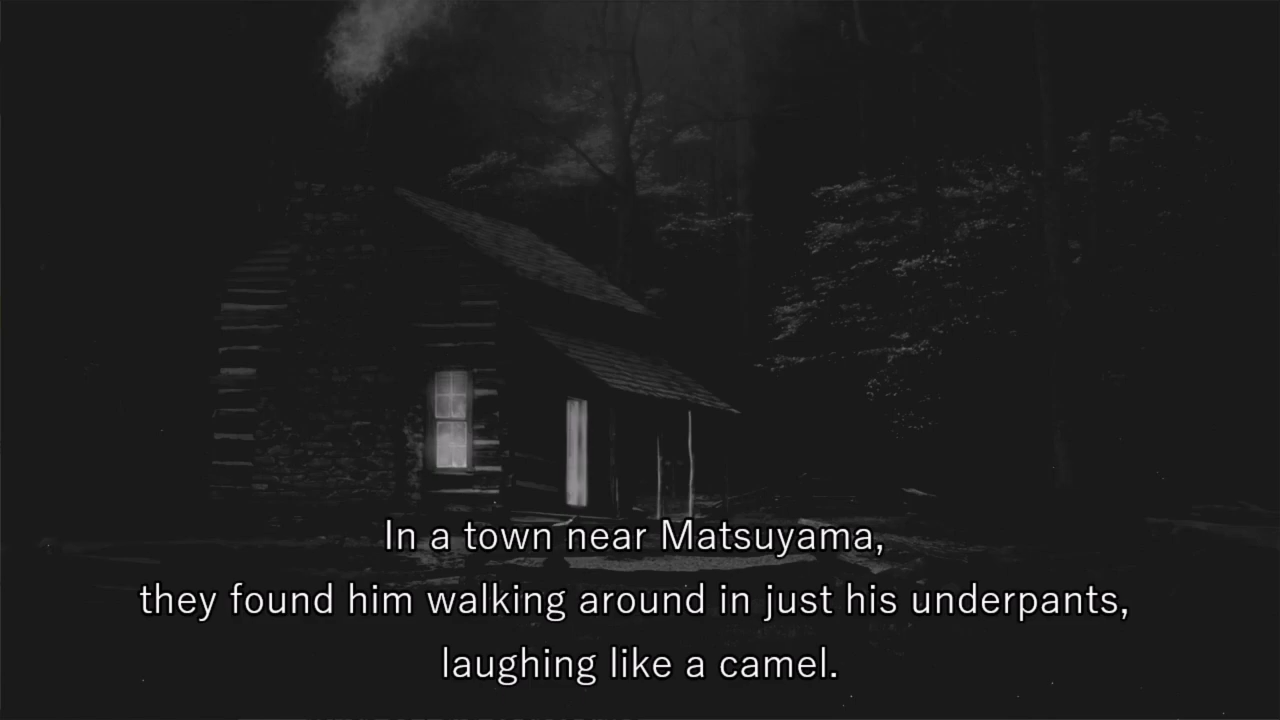 In a town near Matsuyama,
they found him walking around in just his underpants,
laughing like a camel.